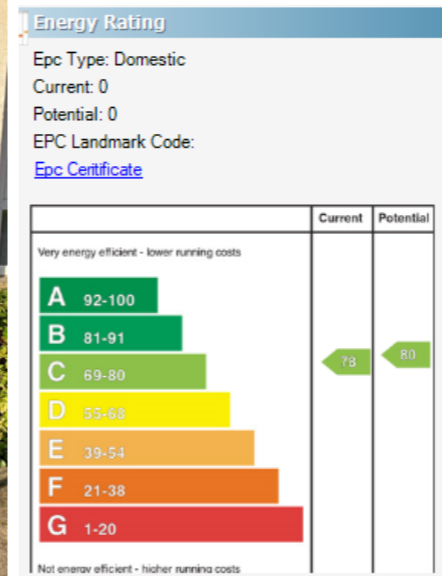 Energy Rating
Epc Type: Domestic
Current: 0
Potential: 0
EPC Landmark Code:
Epc Ceritificate
Current Potential
Very energy efficient - lower running costs
A 92-100
B 81-91
C 69-80 78 80
D 55-68
E 39-54
F 21-38
G 1-20
Not energy efficient - higher running costs